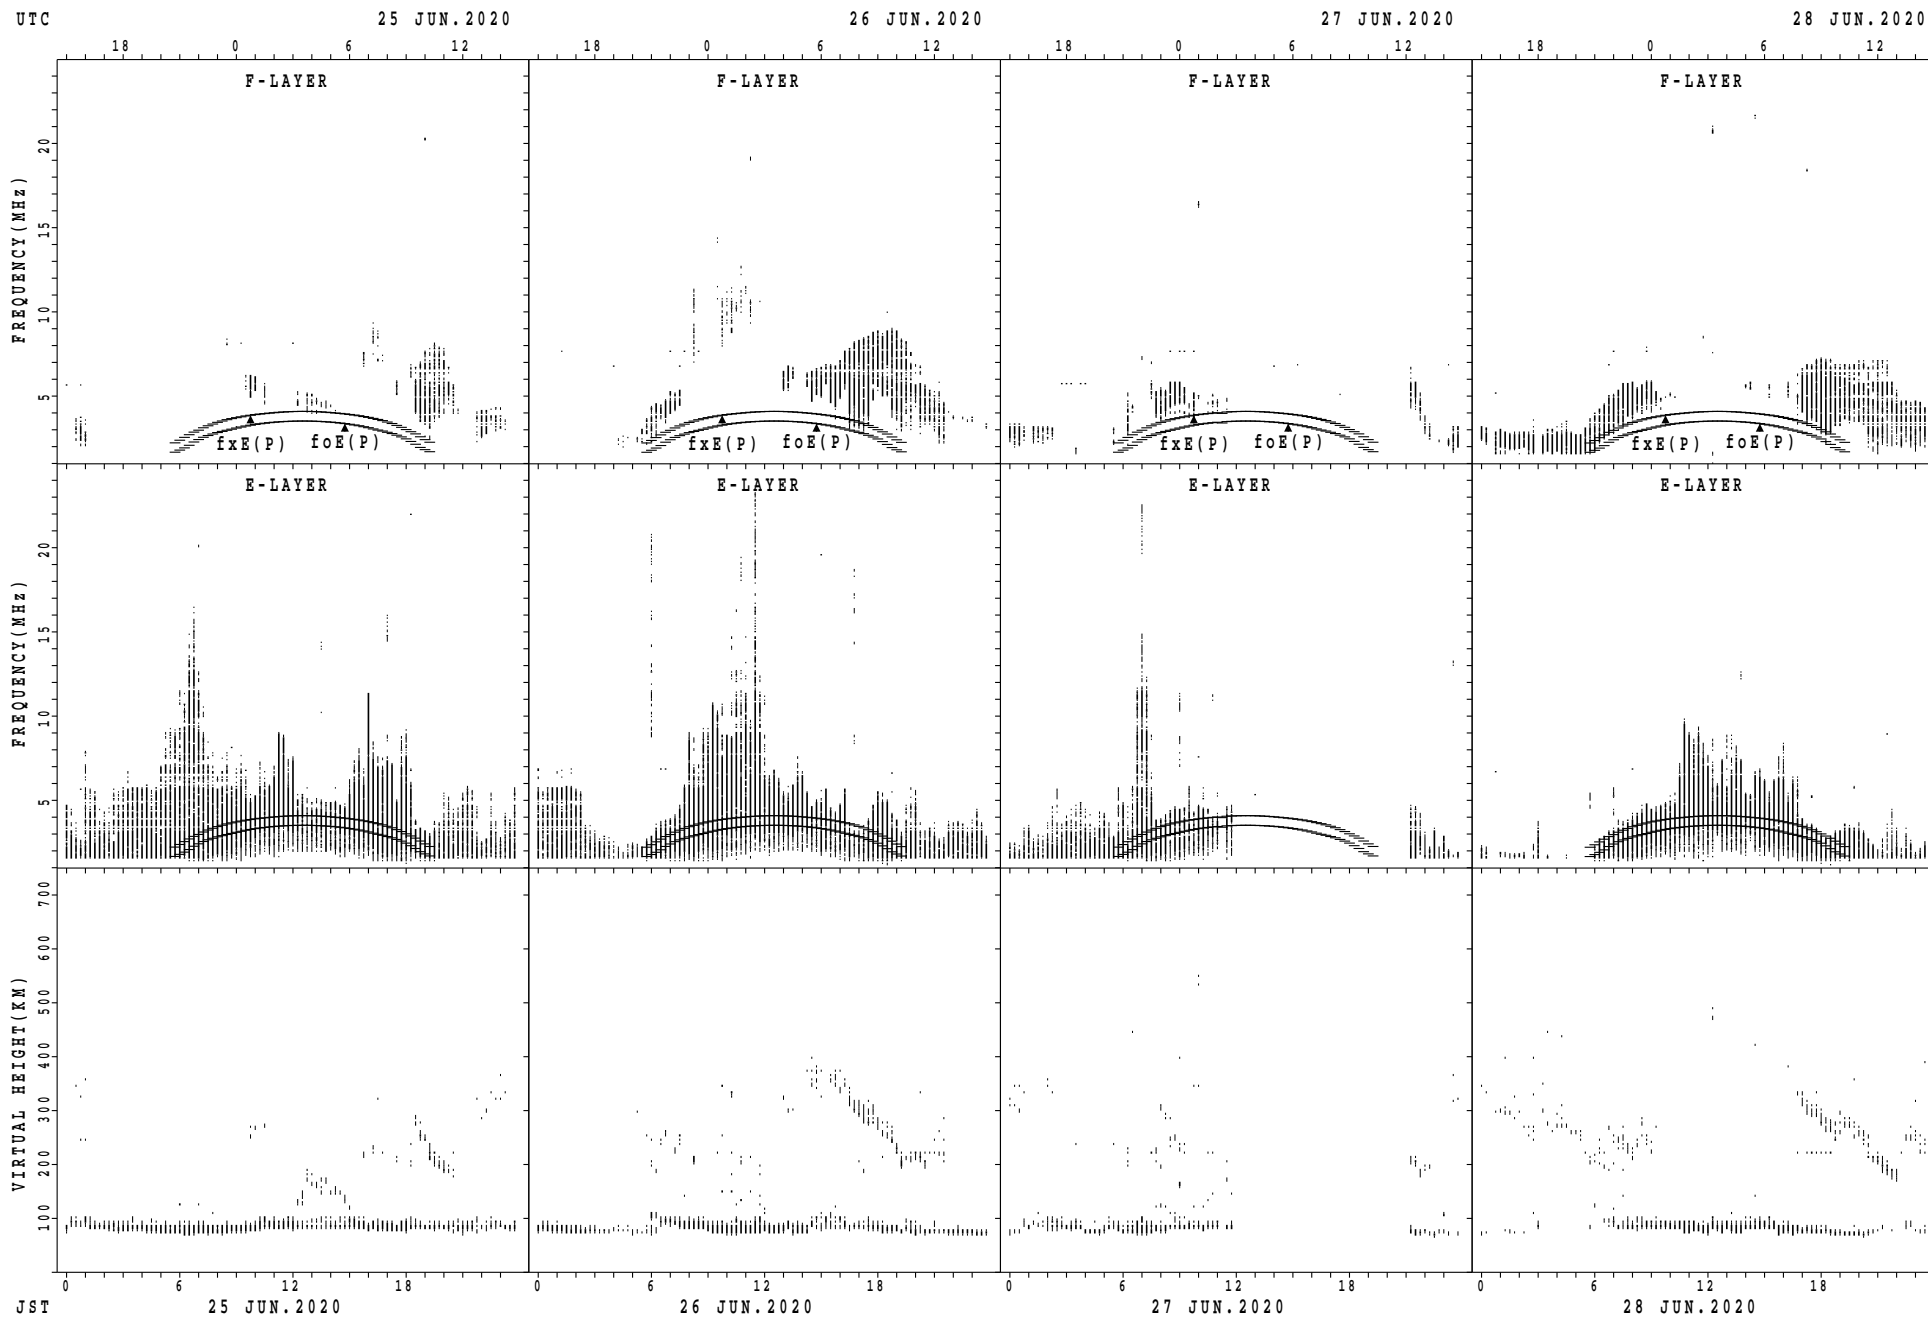 UTC 25 JUN.2020 26 JUN.2020 27 JUN.2020 28 JUN.2020
18 0 6 12 18 0 6 12 18 0 6 12 18 0 6 12
F-LAYER F-LAYER F-LAYER F-LAYER
FREQUENCY(MHz)
20
15
10
5
fxE(P) foE(P) fxE(P) foE(P) fxE(P) foE(P) fxE(P) foE(P)
E-LAYER E-LAYER E-LAYER E-LAYER
FREQUENCY(MHz)
20
15
10
5
VIRTUAL HEIGHT(KM)
700
600
500
400
300
200
100
0 6 12 18 0 6 12 18 0 6 12 18 0 6 12 18
JST 25 JUN.2020 26 JUN.2020 27 JUN.2020 28 JUN.2020